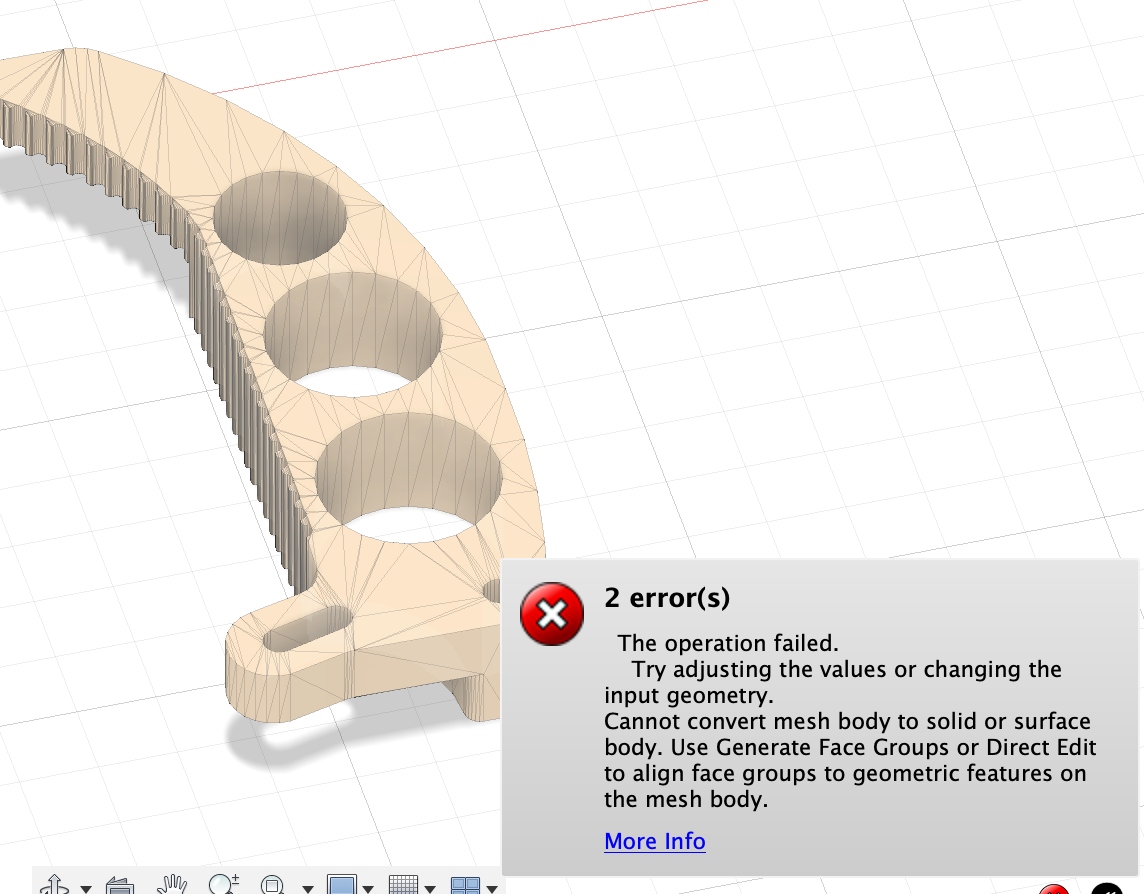 2 error(s)
The operation failed.
Try adjusting the values or changing the
input geometry.
Cannot convert mesh body to solid or surface
body. Use Generate Face Groups or Direct Edit
to align face groups to geometric features on
the mesh body.
More Info